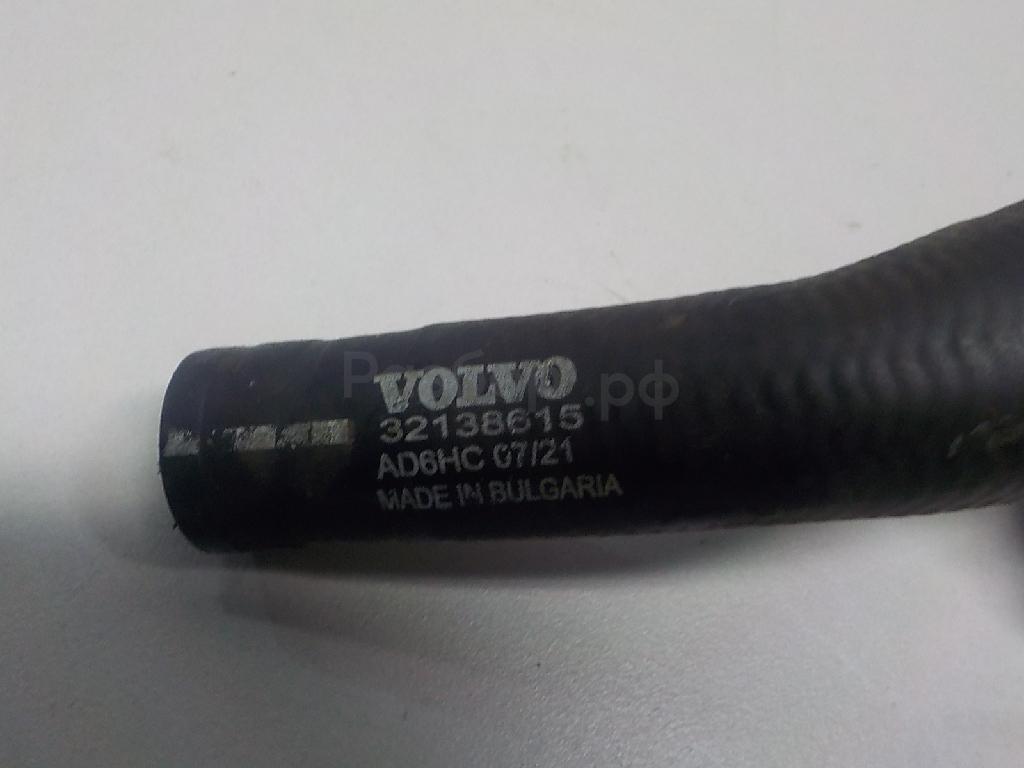 VOLVO
32138615
AD6HC 07/21
MADE IN BULGARIA